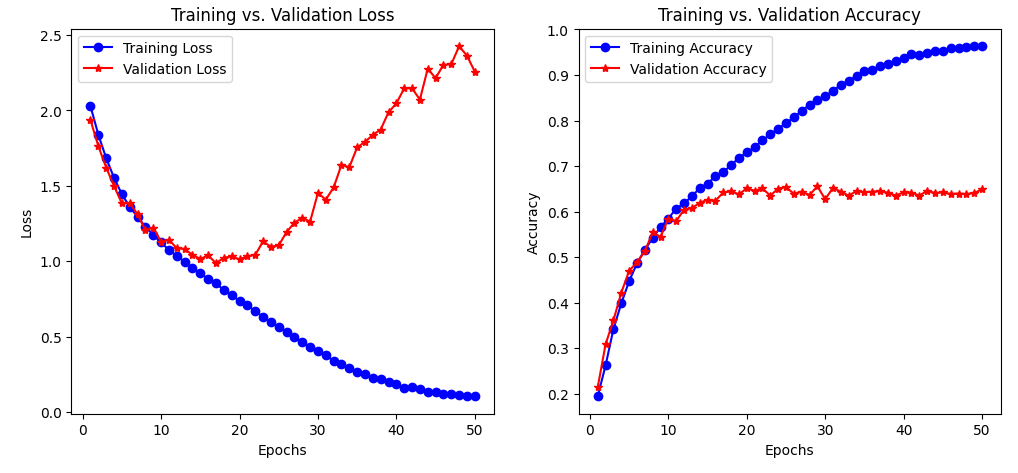 Training vs. Validation Loss
Training Loss
Validation Loss
2.5
2.0
1.5
1.0
0.5
0.0
Loss
0 10 20 30 40 50
Epochs
Training vs. Validation Accuracy
Training Accuracy
Validation Accuracy
1.0
0.9
0.8
0.7
0.6
0.5
0.4
0.3
0.2
Accuracy
0 10 20 30 40 50
Epochs